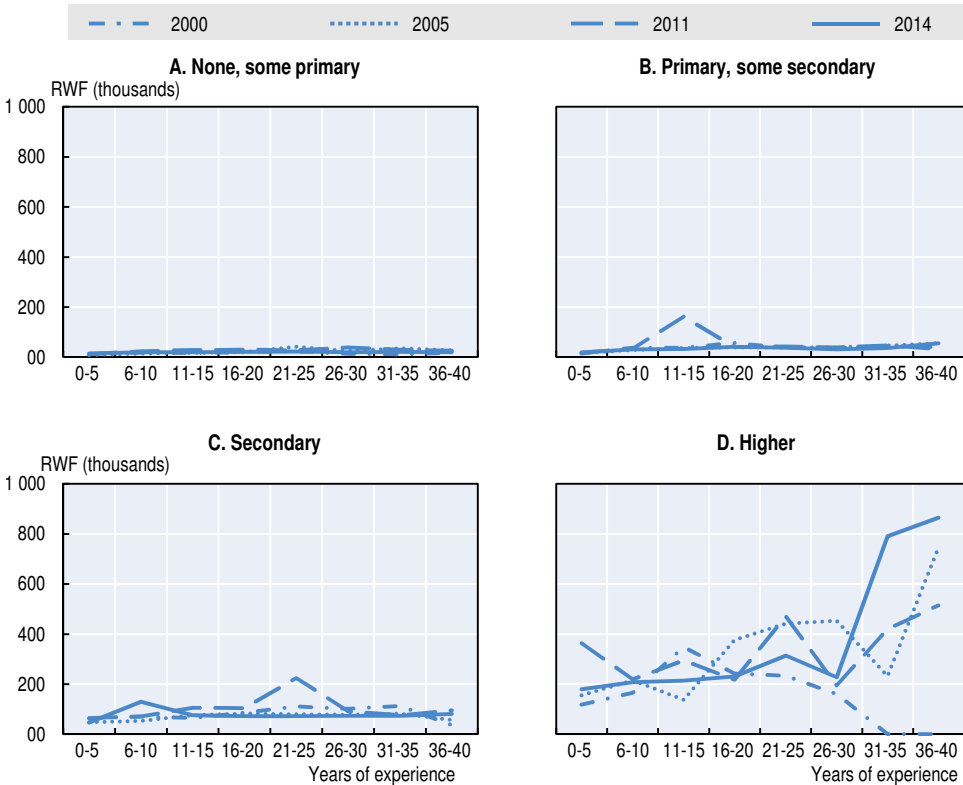 2000 2005 2011 2014
A. None, some primary
RWF (thousands)
1 000
800
600
400
200
00
0-5 6-10 11-15 16-20 21-25 26-30 31-35 36-40
B. Primary, some secondary
0-5 6-10 11-15 16-20 21-25 26-30 31-35 36-40
C. Secondary
RWF (thousands)
1 000
800
600
400
200
00
0-5 6-10 11-15 16-20 21-25 26-30 31-35 36-40
Years of experience
D. Higher
0-5 6-10 11-15 16-20 21-25 26-30 31-35 36-40
Years of experience